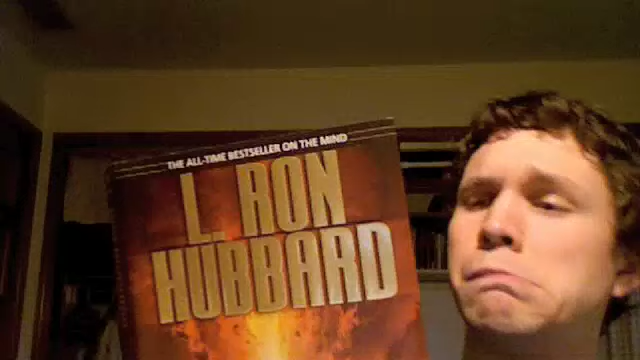 THE ALL-TIME BESTSELLER ON THE MIND
L. RON
HUBBARD